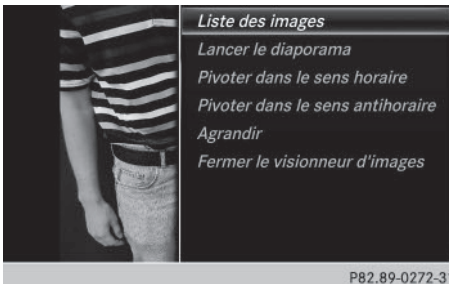 Liste des images
Lancer le diaporama
Pivoter dans le sens horaire
Pivoter dans le sens antihoraire
Agrandir
Fermer le visionneur d'images
P82.89-0272-31